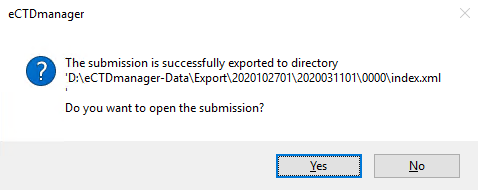 eCTDmanager
The submission is successfully exported to directory
'D:\eCTDmanager-Data\Export\2020102701\2020031101\0000\index.xml
'
Do you want to open the submission?
Yes
No